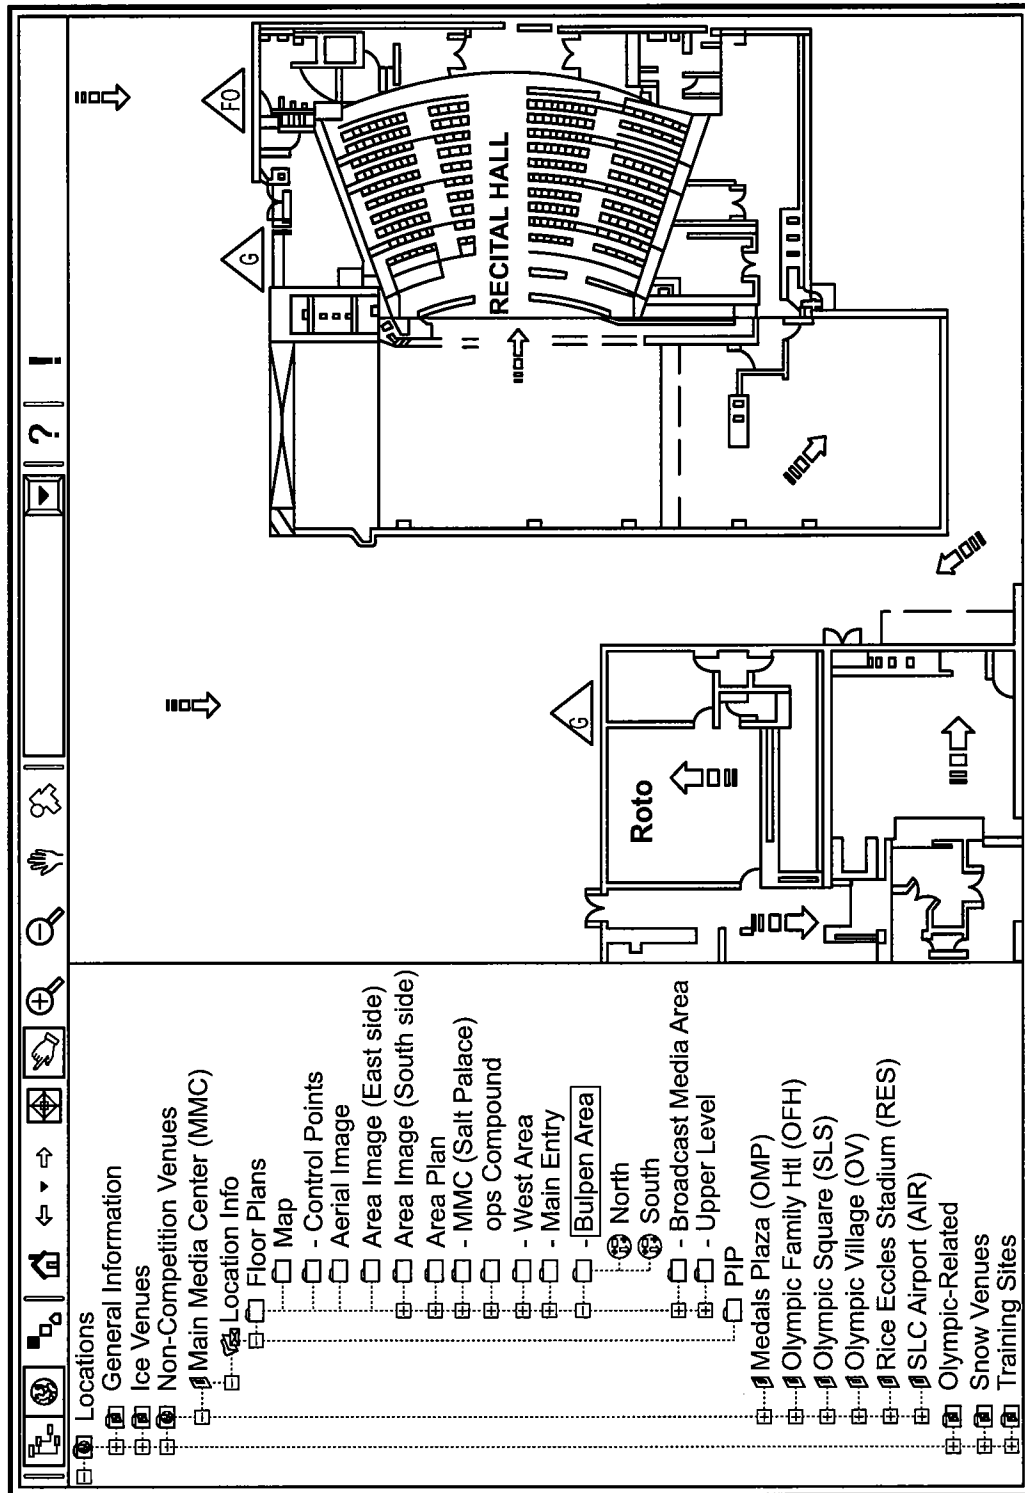 ?
!
Locations
General Information
Ice Venues
Non-Competition Venues
Main Media Center (MMC)
Location Info
Floor Plans
Map
- Control Points
Aerial Image
Area Image (East side)
Area Image (South side)
Area Plan
- MMC (Salt Palace)
ops Compound
- West Area
- Main Entry
- Bulpen Area
North
South
- Broadcast Media Area
- Upper Level
PIP
Medals Plaza (OMP)
Olympic Family Htl (OFH)
Olympic Square (SLS)
Olympic Village (OV)
Rice Eccles Stadium (RES)
SLC Airport (AIR)
Olympic-Related
Snow Venues
Training Sites
FO
G
RECITAL HALL
G
Roto